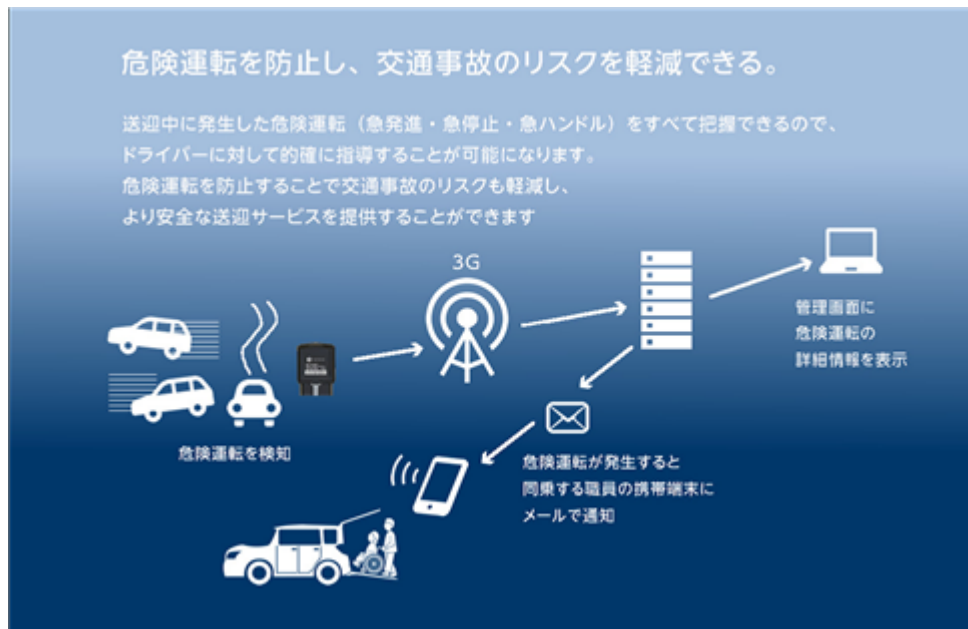 危険運転を防止し、交通事故のリスクを軽減できる。
送迎中に発生した危険運転（急発進・急停止・急ハンドル）をすべて把握できるので、
ドライバーに対して的確に指導することが可能になります。
危険運転を防止することで交通事故のリスクも軽減し、
より安全な送迎サービスを提供することができます
3G
管理画面に
危険運転の
詳細情報を表示
危険運転を検知
危険運転が発生すると
同乗する職員の携帯端末に
メールで通知